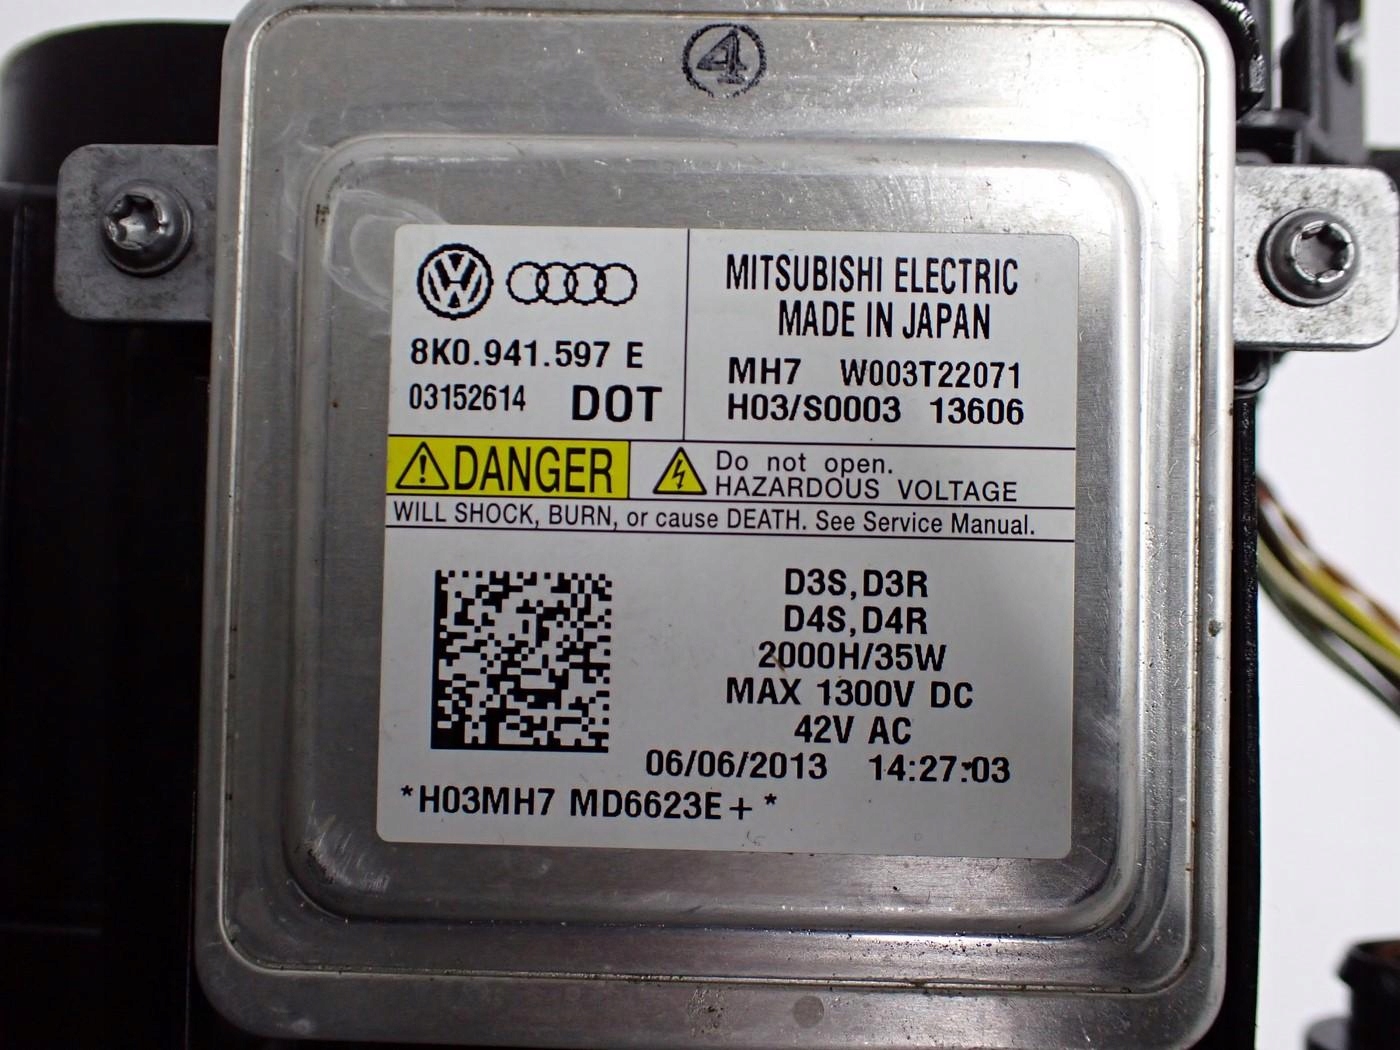 4
8K0.941.597 E
03152614 DOT
MITSUBISHI ELECTRIC
MADE IN JAPAN
MH7 W003T22071
H03/S0003 13606
DANGER
Do not open.
HAZARDOUS VOLTAGE
WILL SHOCK, BURN, or cause DEATH. See Service Manual.
D3S,D3R
D4S,D4R
2000H/35W
MAX 1300V DC
42V AC
06/06/2013 14:27:03
*H03MH7 MD6623E+*